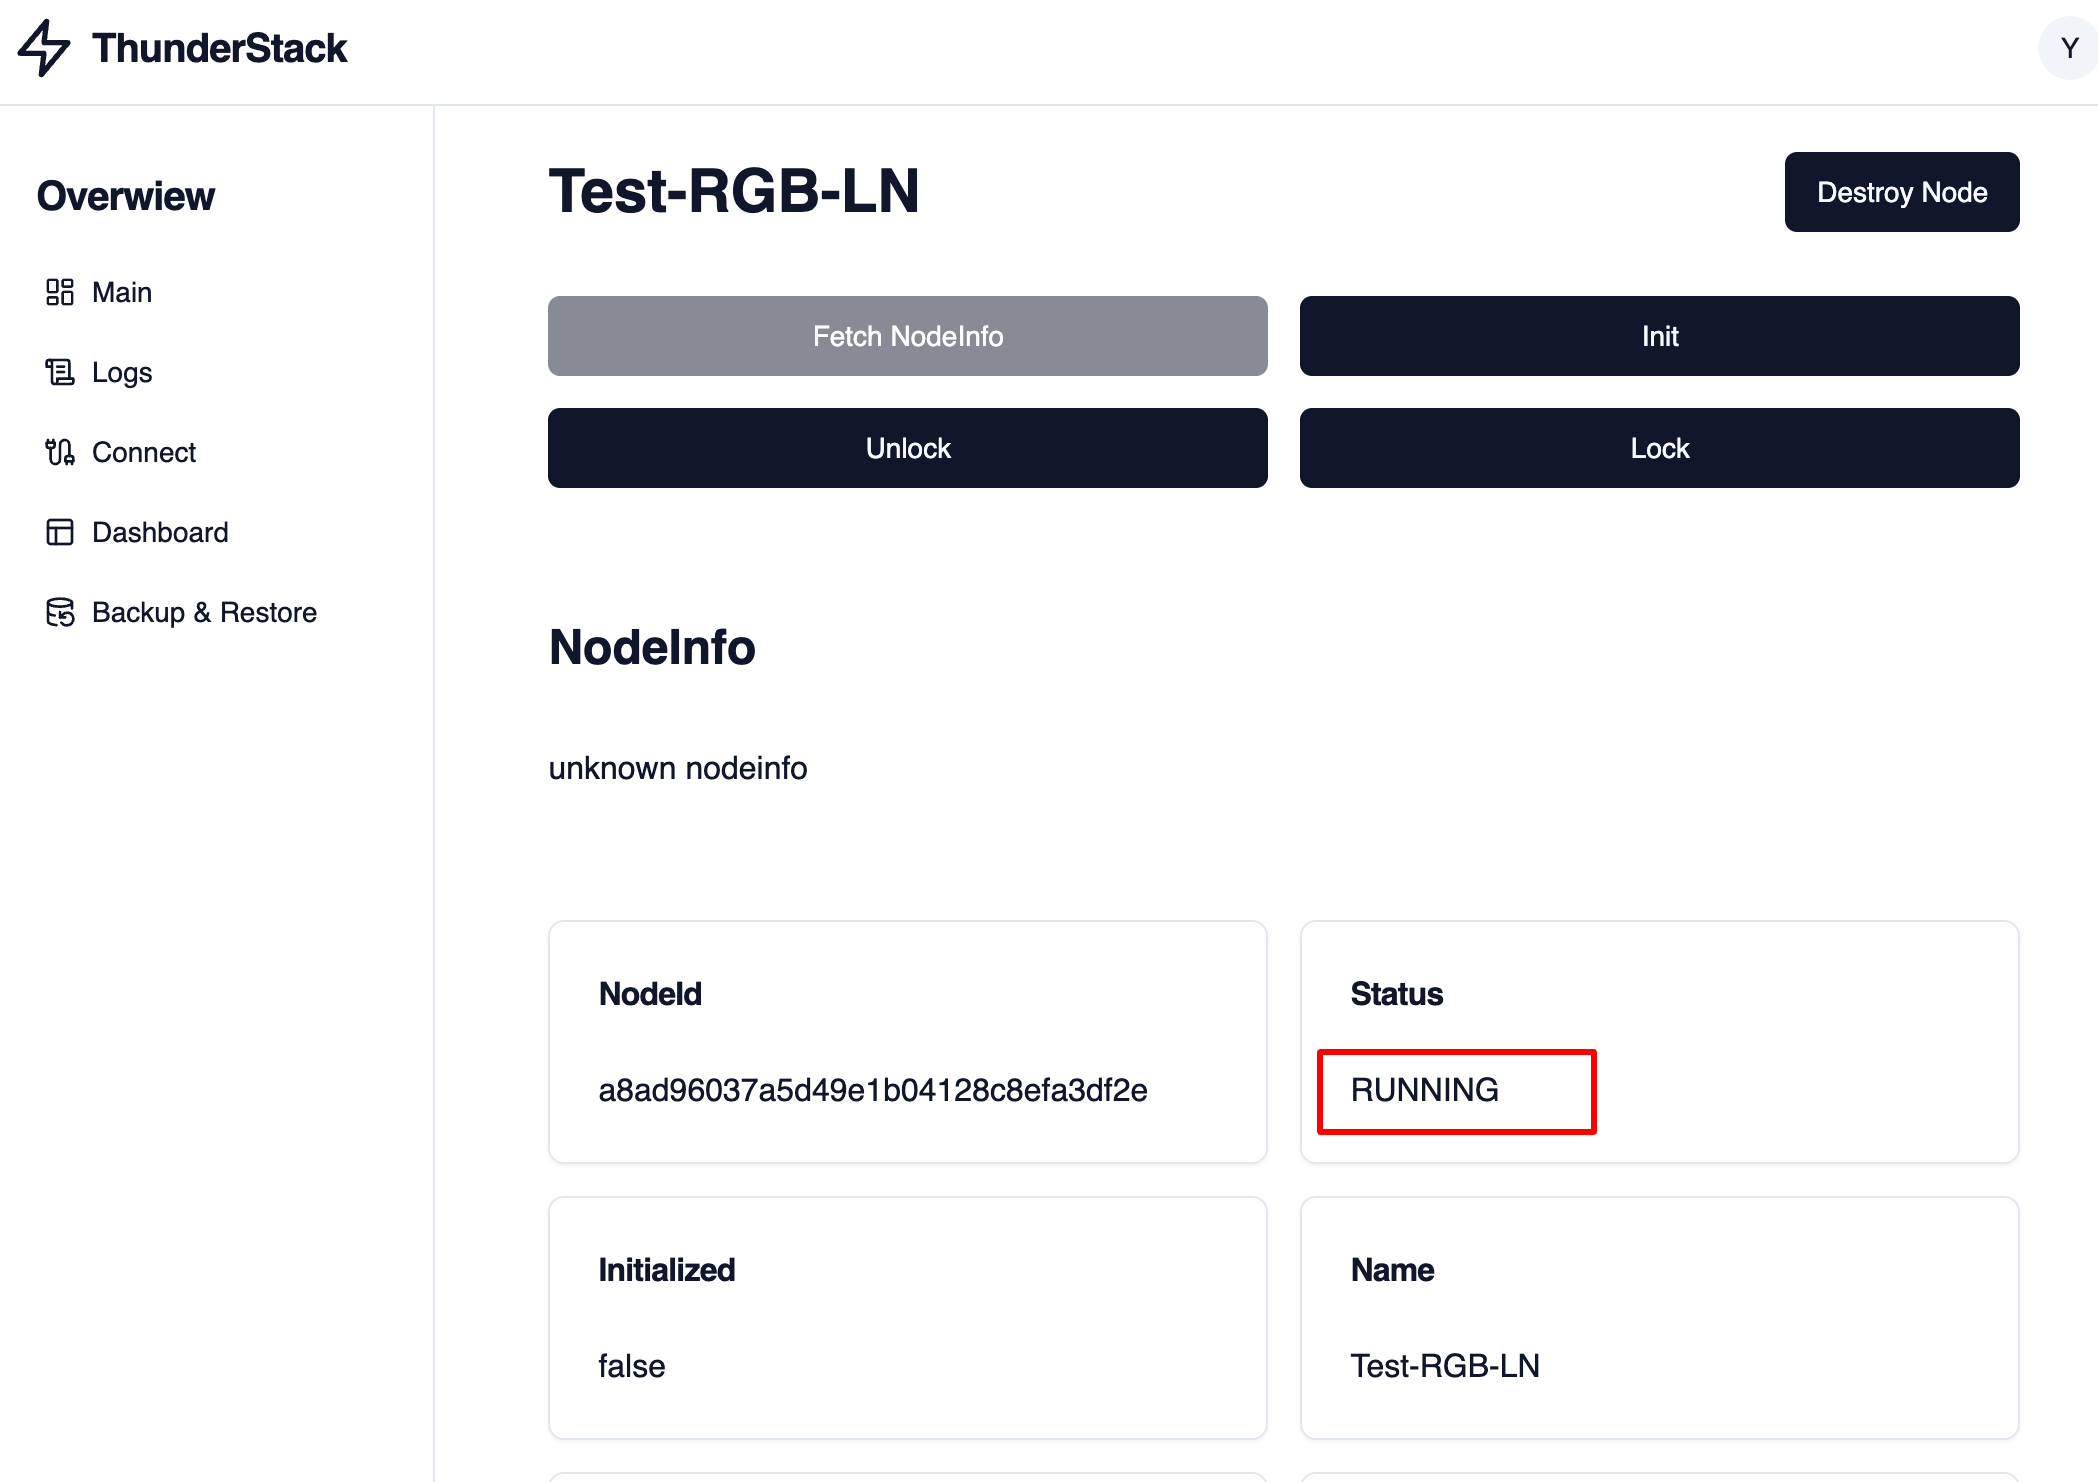 ThunderStack
Y
Overwiew
Main
Logs
Connect
Dashboard
Backup & Restore
Test-RGB-LN
Destroy Node
Fetch NodeInfo
Init
Unlock
Lock
NodeInfo
unknown nodeinfo
NodeId
a8ad96037a5d49e1b04128c8efa3df2e
Status
RUNNING
Initialized
false
Name
Test-RGB-LN